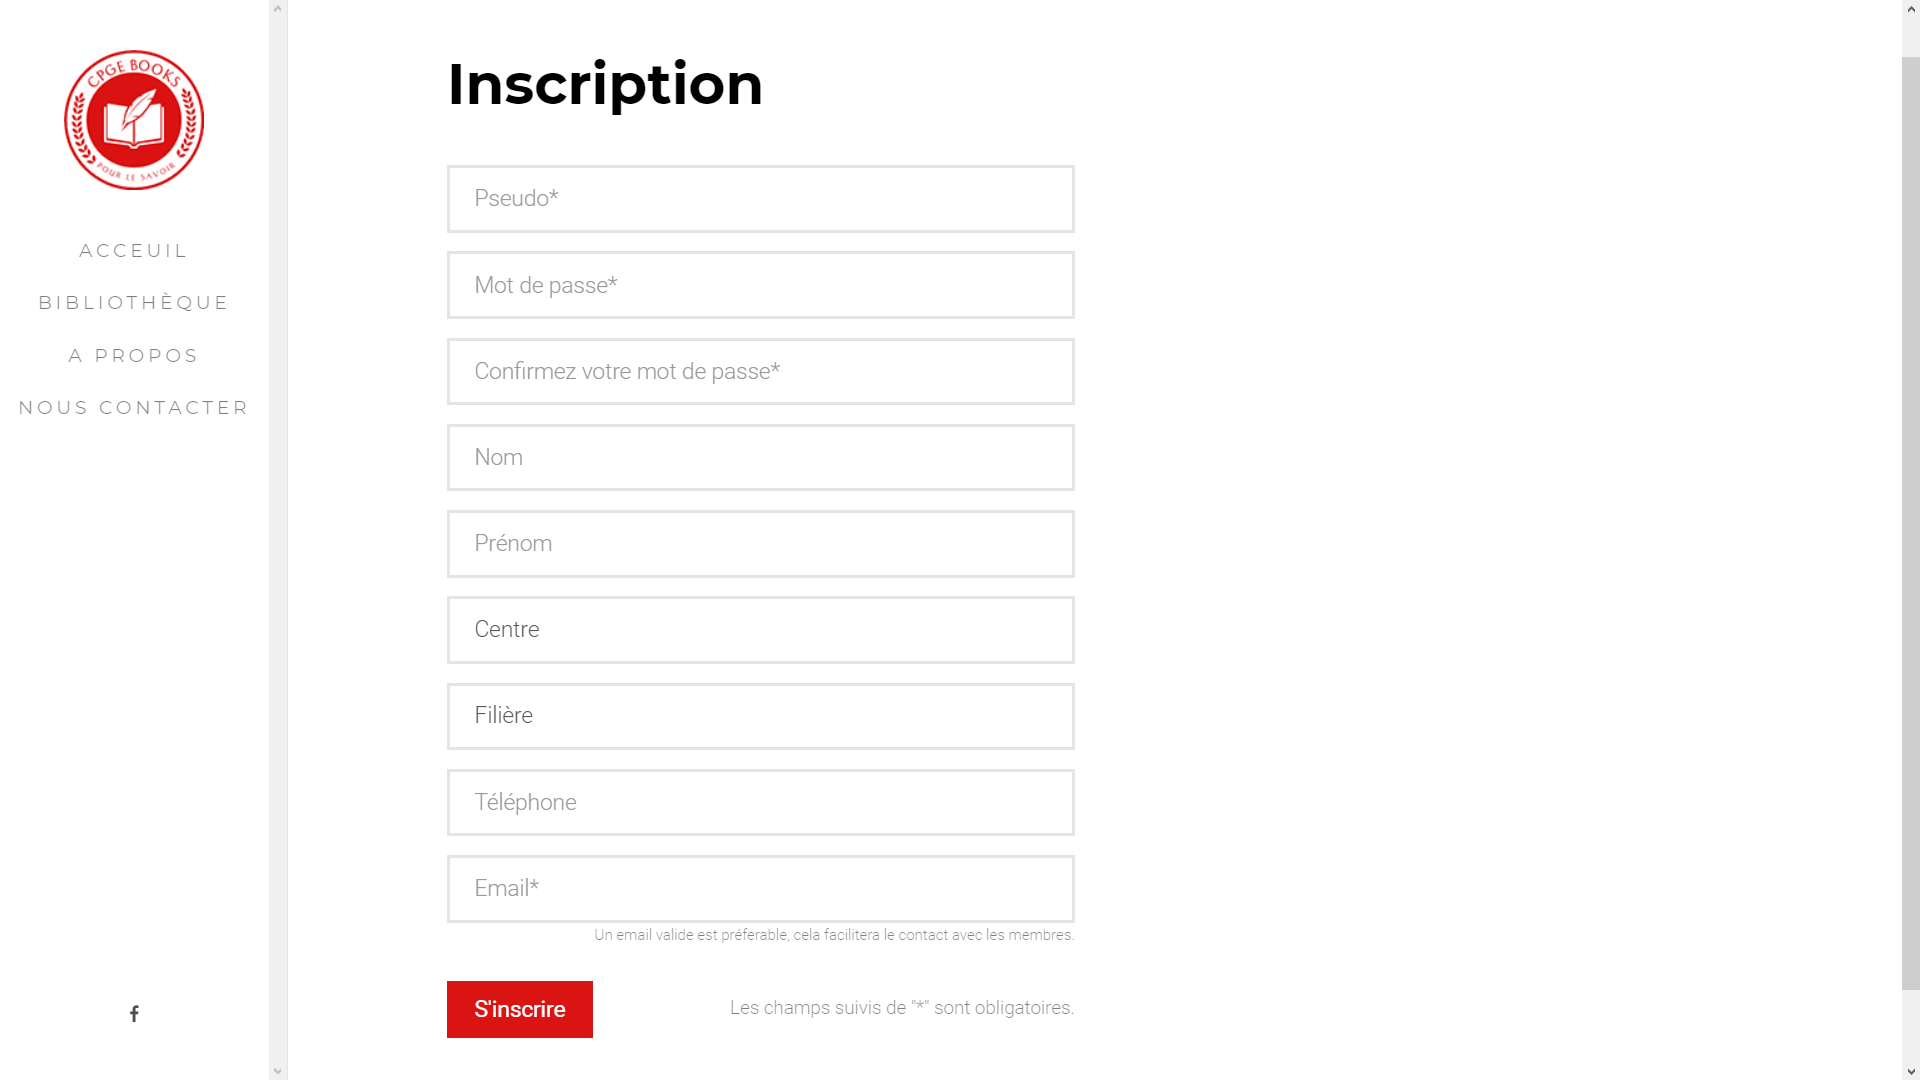 CPGE BOOKS
POUR LE SAVOIR
ACCEUIL
BIBLIOTHÈQUE
A PROPOS
NOUS CONTACTER
Inscription
Pseudo*
Mot de passe*
Confirmez votre mot de passe*
Nom
Prénom
Centre
Filière
Téléphone
Email*
Un email valide est préferable, cela facilitera le contact avec les membres.
S'inscrire
Les champs suivis de "*" sont obligatoires.